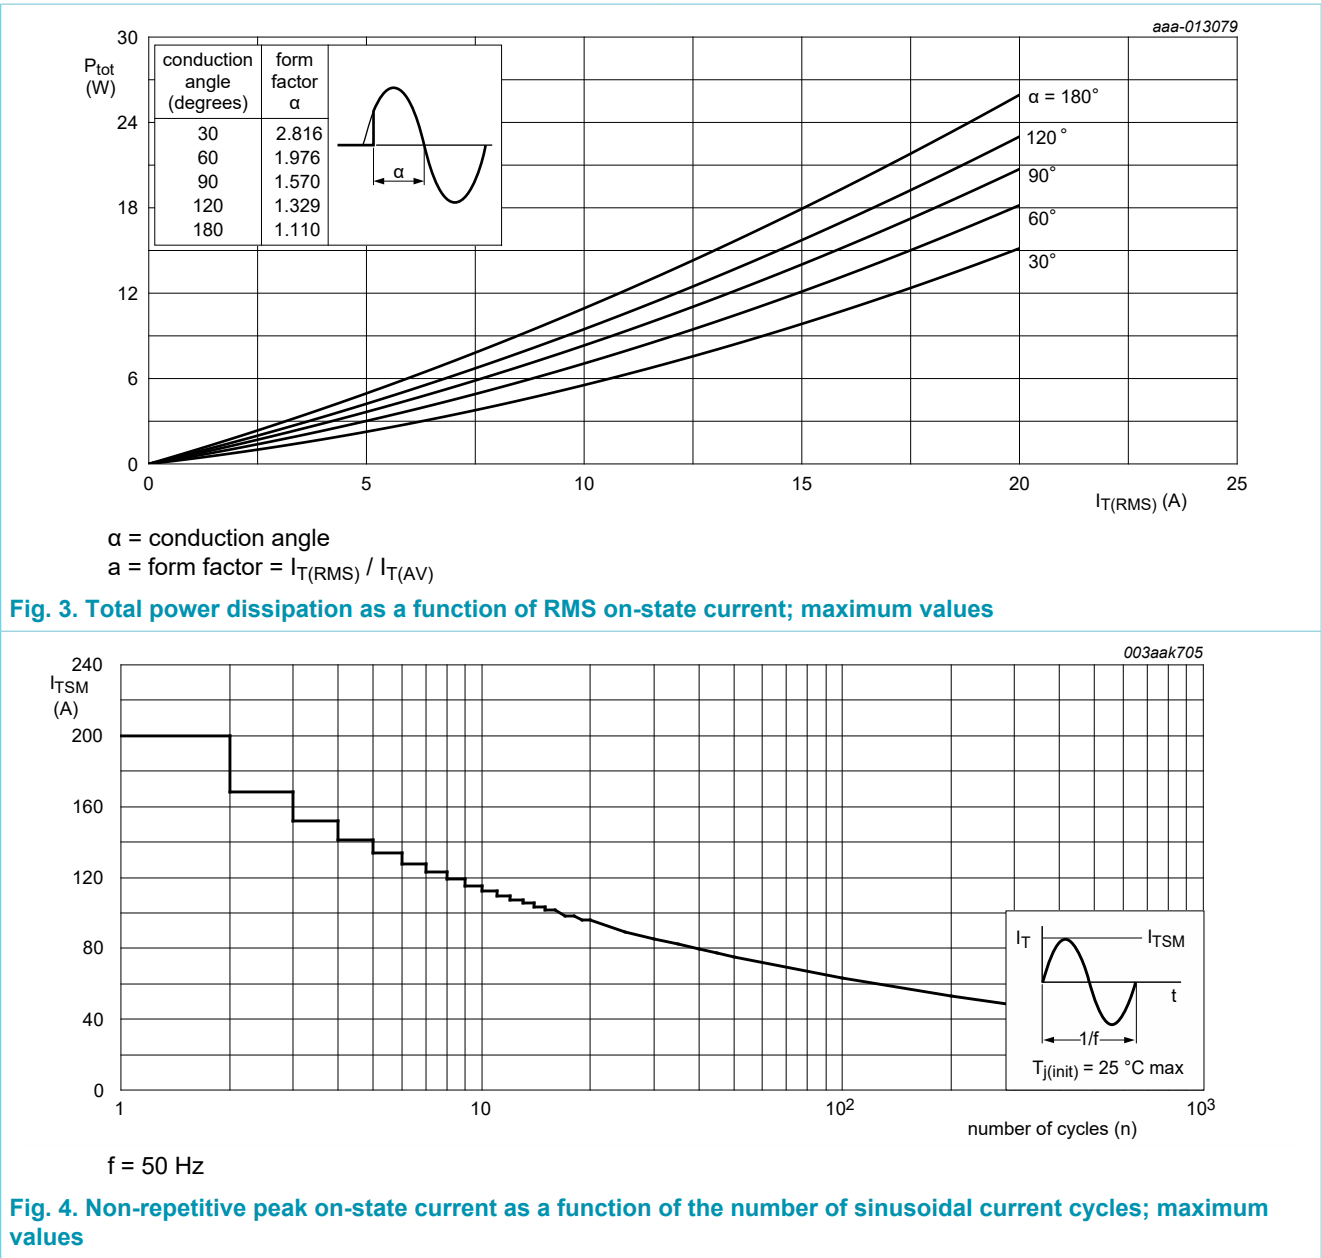 aaa-013079
30
24
18
12
6
0
Ptot
(W)
conduction angle (degrees) form factor α
30 2.816
60 1.976
90 1.570
120 1.329
180 1.110
α
α = 180°
120°
90°
60°
30°
0 5 10 15 20 25
IT(RMS) (A)
α = conduction angle
a = form factor = IT(RMS) / IT(AV)
Fig. 3. Total power dissipation as a function of RMS on-state current; maximum values
003aak705
240
200
160
120
80
40
0
ITSM
(A)
IT
ITSM
t
1/f
Tj(init) = 25 °C max
1 10 10² 10³
number of cycles (n)
f = 50 Hz
Fig. 4. Non-repetitive peak on-state current as a function of the number of sinusoidal current cycles; maximum
values